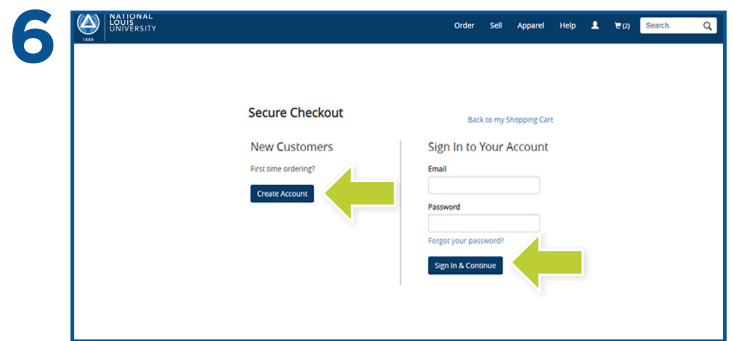 6
NATIONAL
LOUIS
UNIVERSITY
1886
Order Sell Apparel Help (2) Search
Secure Checkout
Back to my Shopping Cart
New Customers
First time ordering?
Create Account
Sign In to Your Account
Email
Password
Forgot your password?
Sign In & Continue